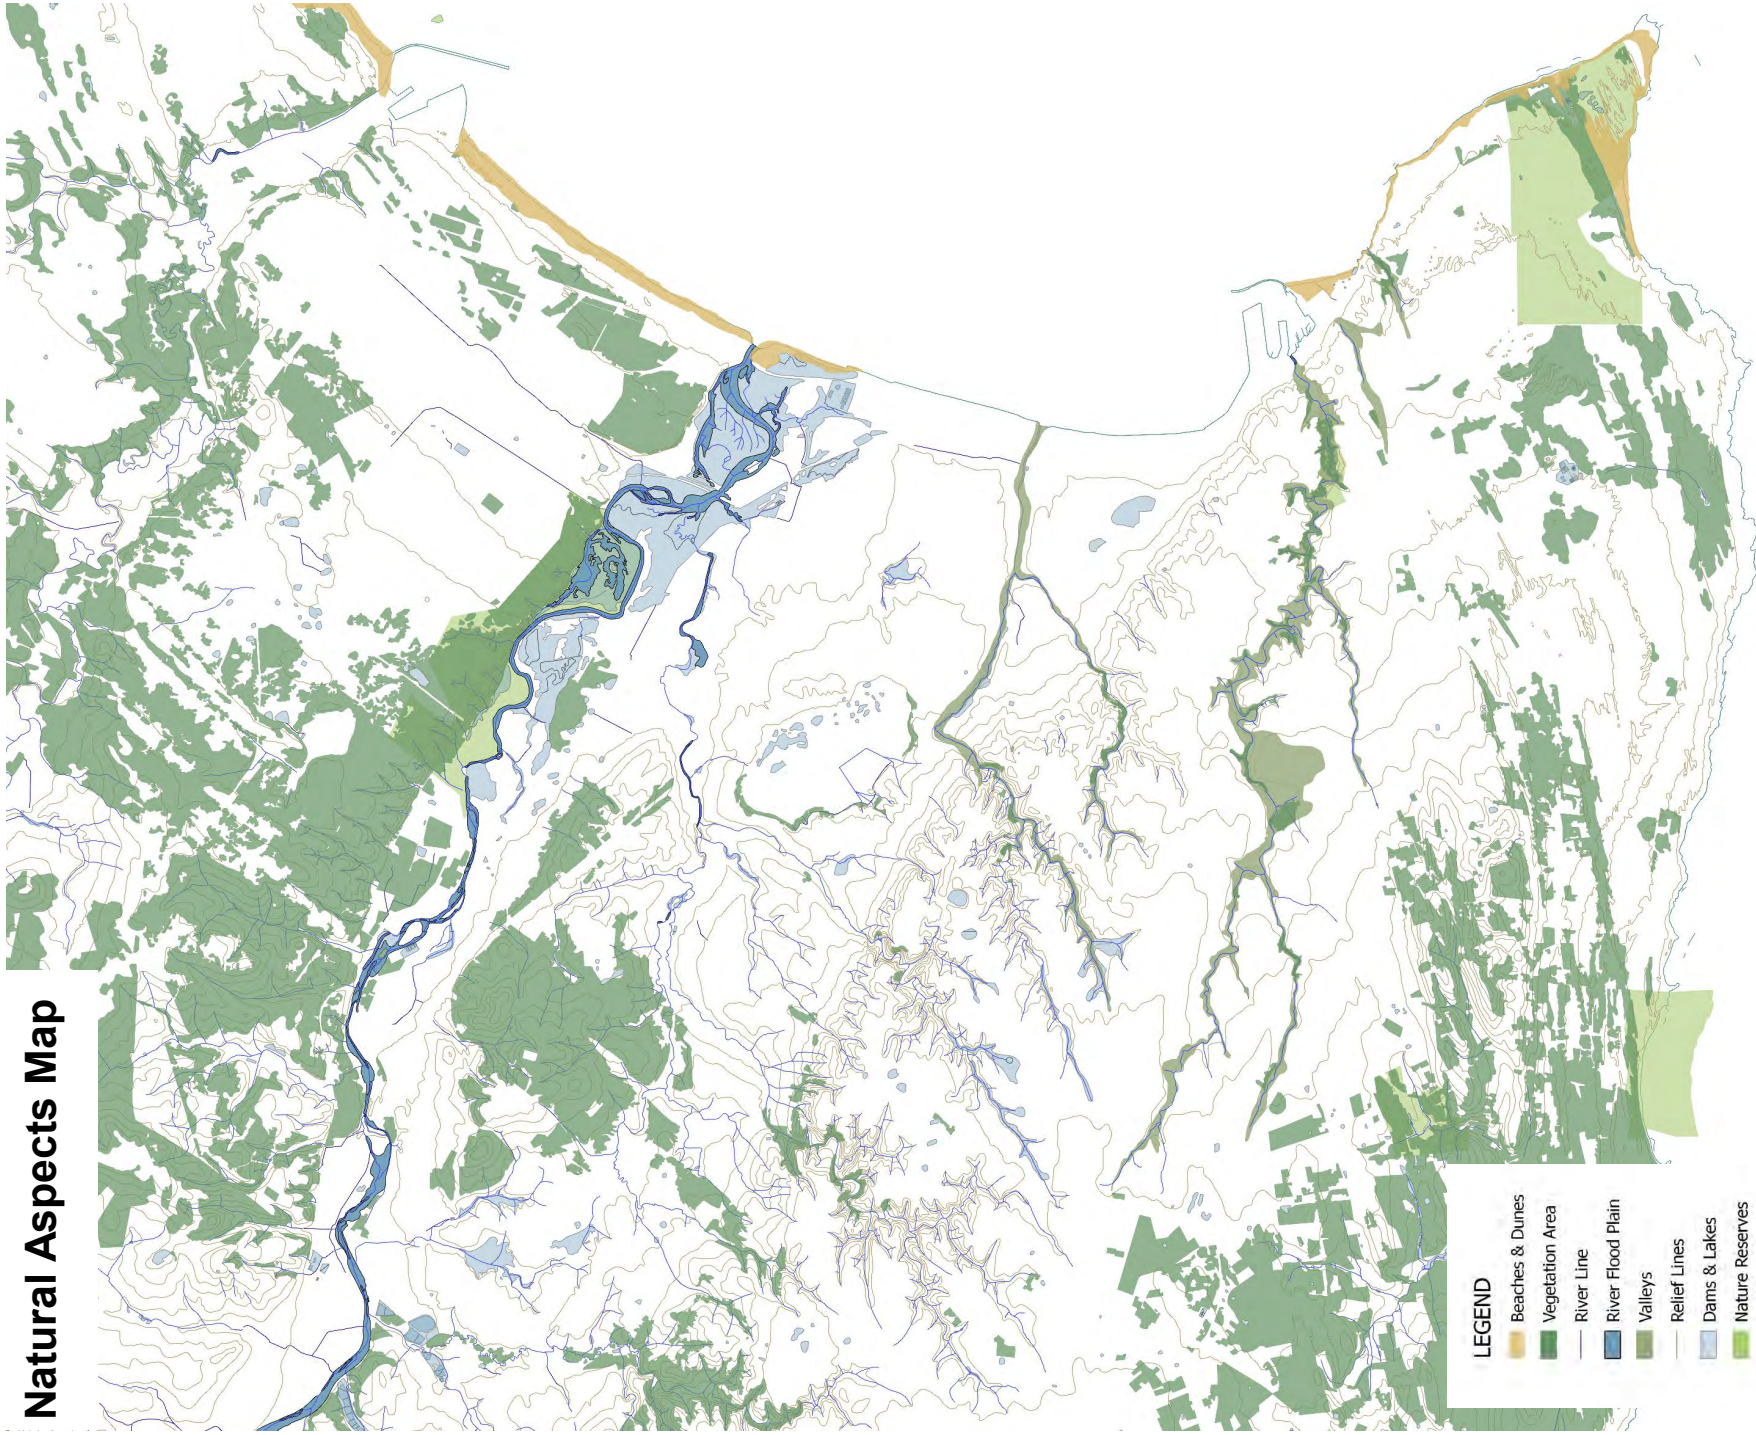 Natural Aspects Map
LEGEND
Beaches & Dunes
Vegetation Area
River Line
River Flood Plain
Valleys
Relief Lines
Dams & Lakes
Nature Reserves